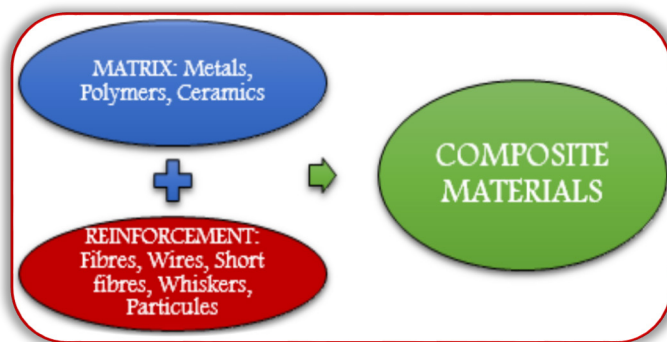 MATRIX: Metals,
Polymers, Ceramics
REINFORCEMENT:
Fibres, Wires, Short
fibres, Whiskers,
Particules
COMPOSITE
MATERIALS